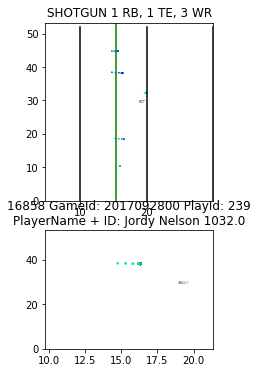 SHOTGUN 1 RB, 1 TE, 3 WR
50
40
30
20
10
0
10 20
16858 GameId: 2017092800 PlayId: 239
PlayerName + ID: Jordy Nelson 1032.0
40
20
0
10.0 12.5 15.0 17.5 20.0